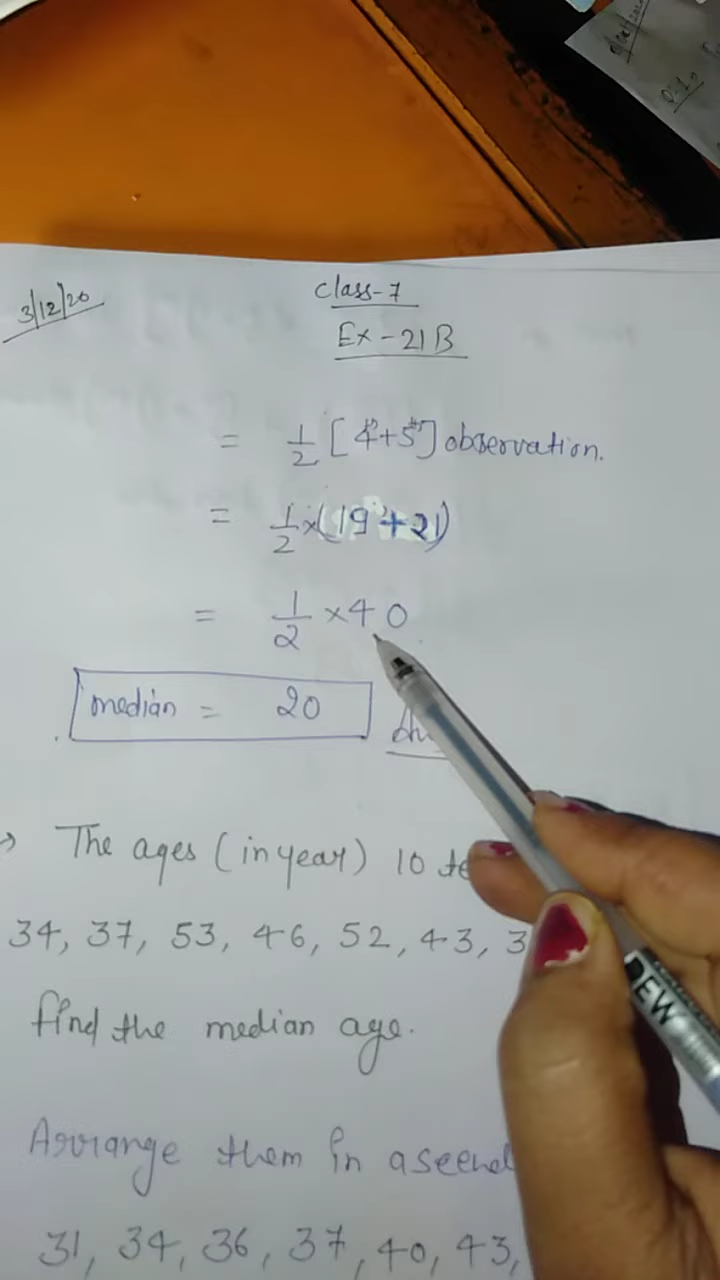 3/12/20
Class-7
Ex-21B
= 1/2 [4th+5th] observation.
= 1/2 x(19+21)
= 1/2 ×40
median = 20
The ages (in year) 10
34, 37, 53, 46, 52, 43, 3
find the median age.
Arrange them in
31, 34, 36, 37, 40, 43,